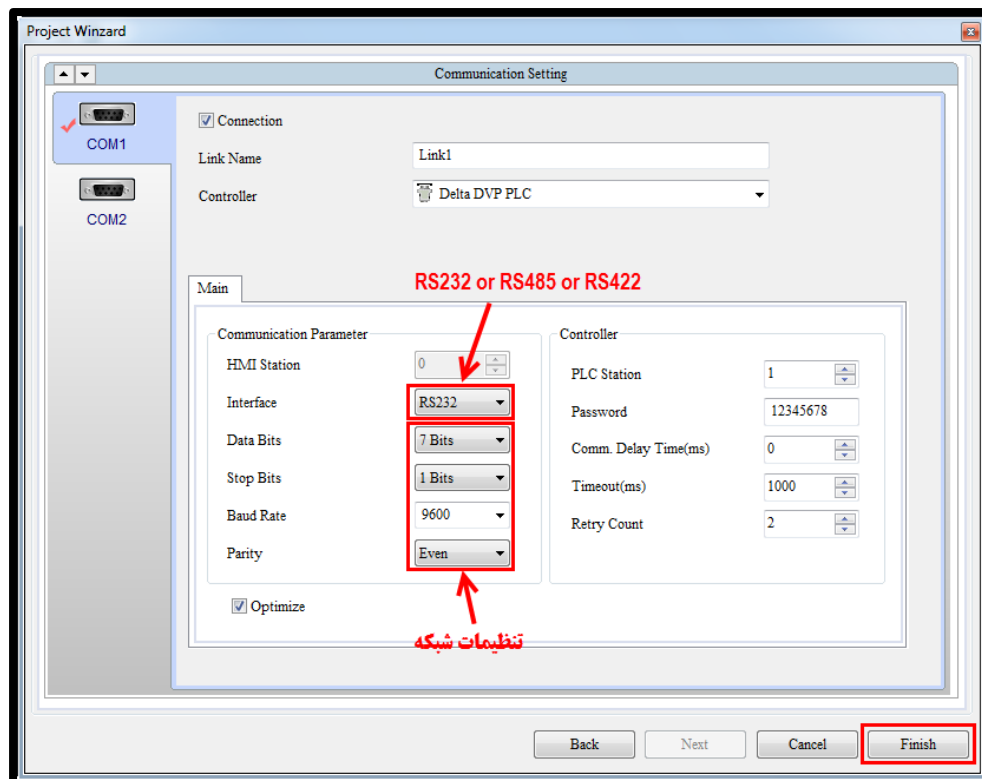 Project Winzard
Communication Setting
COM1
COM2
Connection
Link Name
Link1
Controller
Delta DVP PLC
RS232 or RS485 or RS422
Main
Communication Parameter
HMI Station
0
Interface
RS232
Data Bits
7 Bits
Stop Bits
1 Bits
Baud Rate
9600
Parity
Even
Controller
PLC Station
1
Password
12345678
Comm. Delay Time(ms)
0
Timeout(ms)
1000
Retry Count
2
Optimize
تنظیمات شبکه
Back
Next
Cancel
Finish